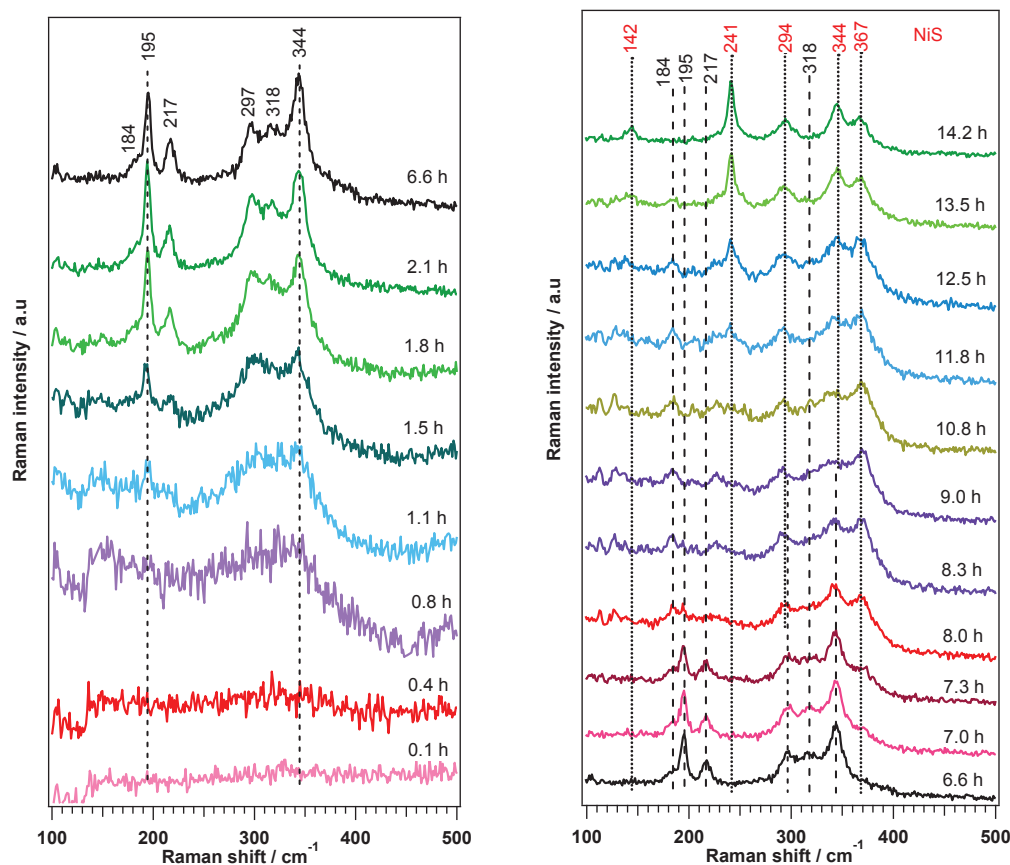 195
344
184
217
297
318
6.6 h
2.1 h
1.8 h
1.5 h
1.1 h
0.8 h
0.4 h
0.1 h
Raman intensity / a.u
100 200 300 400 500
Raman shift / cm⁻¹
142
184
195
217
241
294
318
344
367
NiS
14.2 h
13.5 h
12.5 h
11.8 h
10.8 h
9.0 h
8.3 h
8.0 h
7.3 h
7.0 h
6.6 h
Raman intensity / a.u
100 200 300 400 500
Raman shift / cm⁻¹